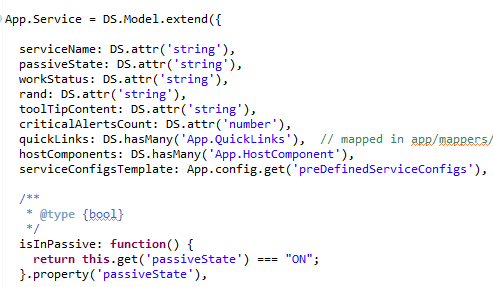 App.Service = DS.Model.extend({
serviceName: DS.attr('string'),
passiveState: DS.attr('string'),
workStatus: DS.attr('string'),
rand: DS.attr('string'),
toolTipContent: DS.attr('string'),
criticalAlertsCount: DS.attr('number'),
quickLinks: DS.hasMany('App.QuickLinks'),  // mapped in app/mappers/
hostComponents: DS.hasMany('App.HostComponent'),
serviceConfigsTemplate: App.config.get('preDefinedServiceConfigs'),
/**
* @type {bool}
*/
isInPassive: function() {
return this.get('passiveState') === "ON";
}.property('passiveState'),